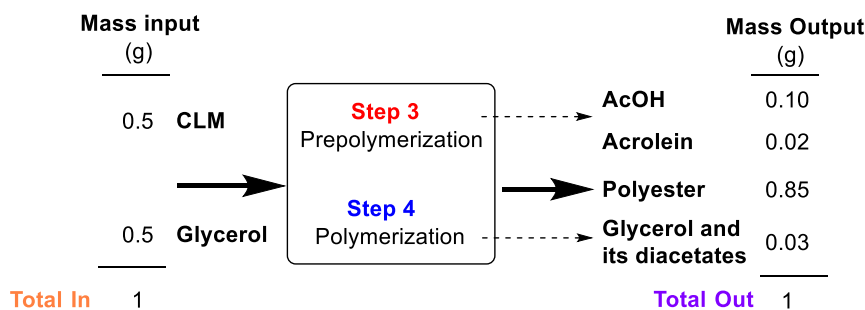 Mass input
(g)
0.5 CLM
0.5 Glycerol
Total In 1
Step 3
Prepolymerization
Step 4
Polymerization
Mass Output
(g)
AcOH 0.10
Acrolein 0.02
Polyester 0.85
Glycerol and
its diacetates 0.03
Total Out 1